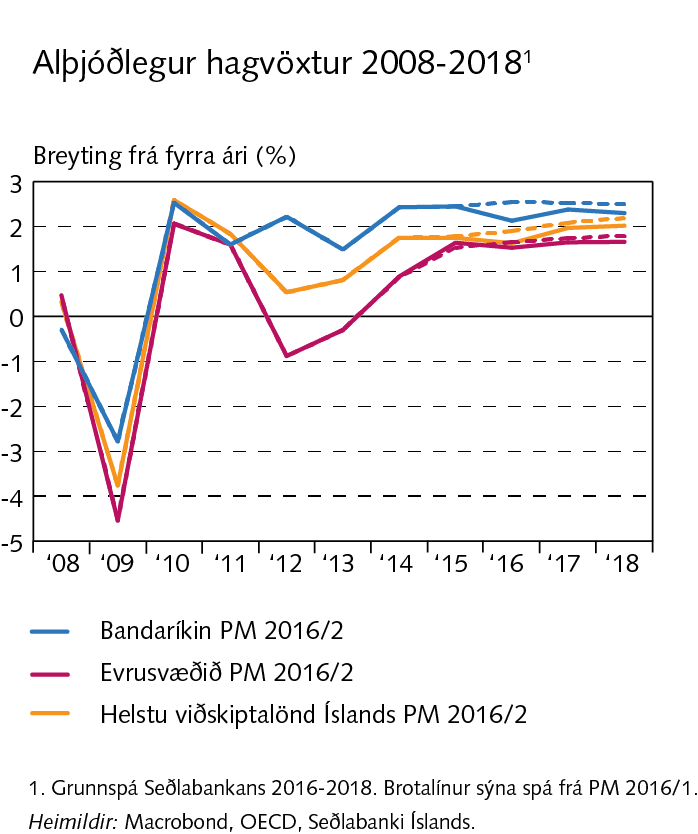 Alþjóðlegur hagvöxtur 2008-2018¹
Breyting frá fyrra ári (%)
3
2
1
0
-1
-2
-3
-4
-5
‘08 ‘09 ‘10 ‘11 ‘12 ‘13 ‘14 ‘15 ‘16 ‘17 ‘18
Bandaríkin PM 2016/2
Evrusvæðið PM 2016/2
Helstu viðskiptalönd Íslands PM 2016/2
1. Grunnspá Seðlabankans 2016-2018. Brotalínur sýna spá frá PM 2016/1.
Heimildir: Macrobond, OECD, Seðlabanki Íslands.